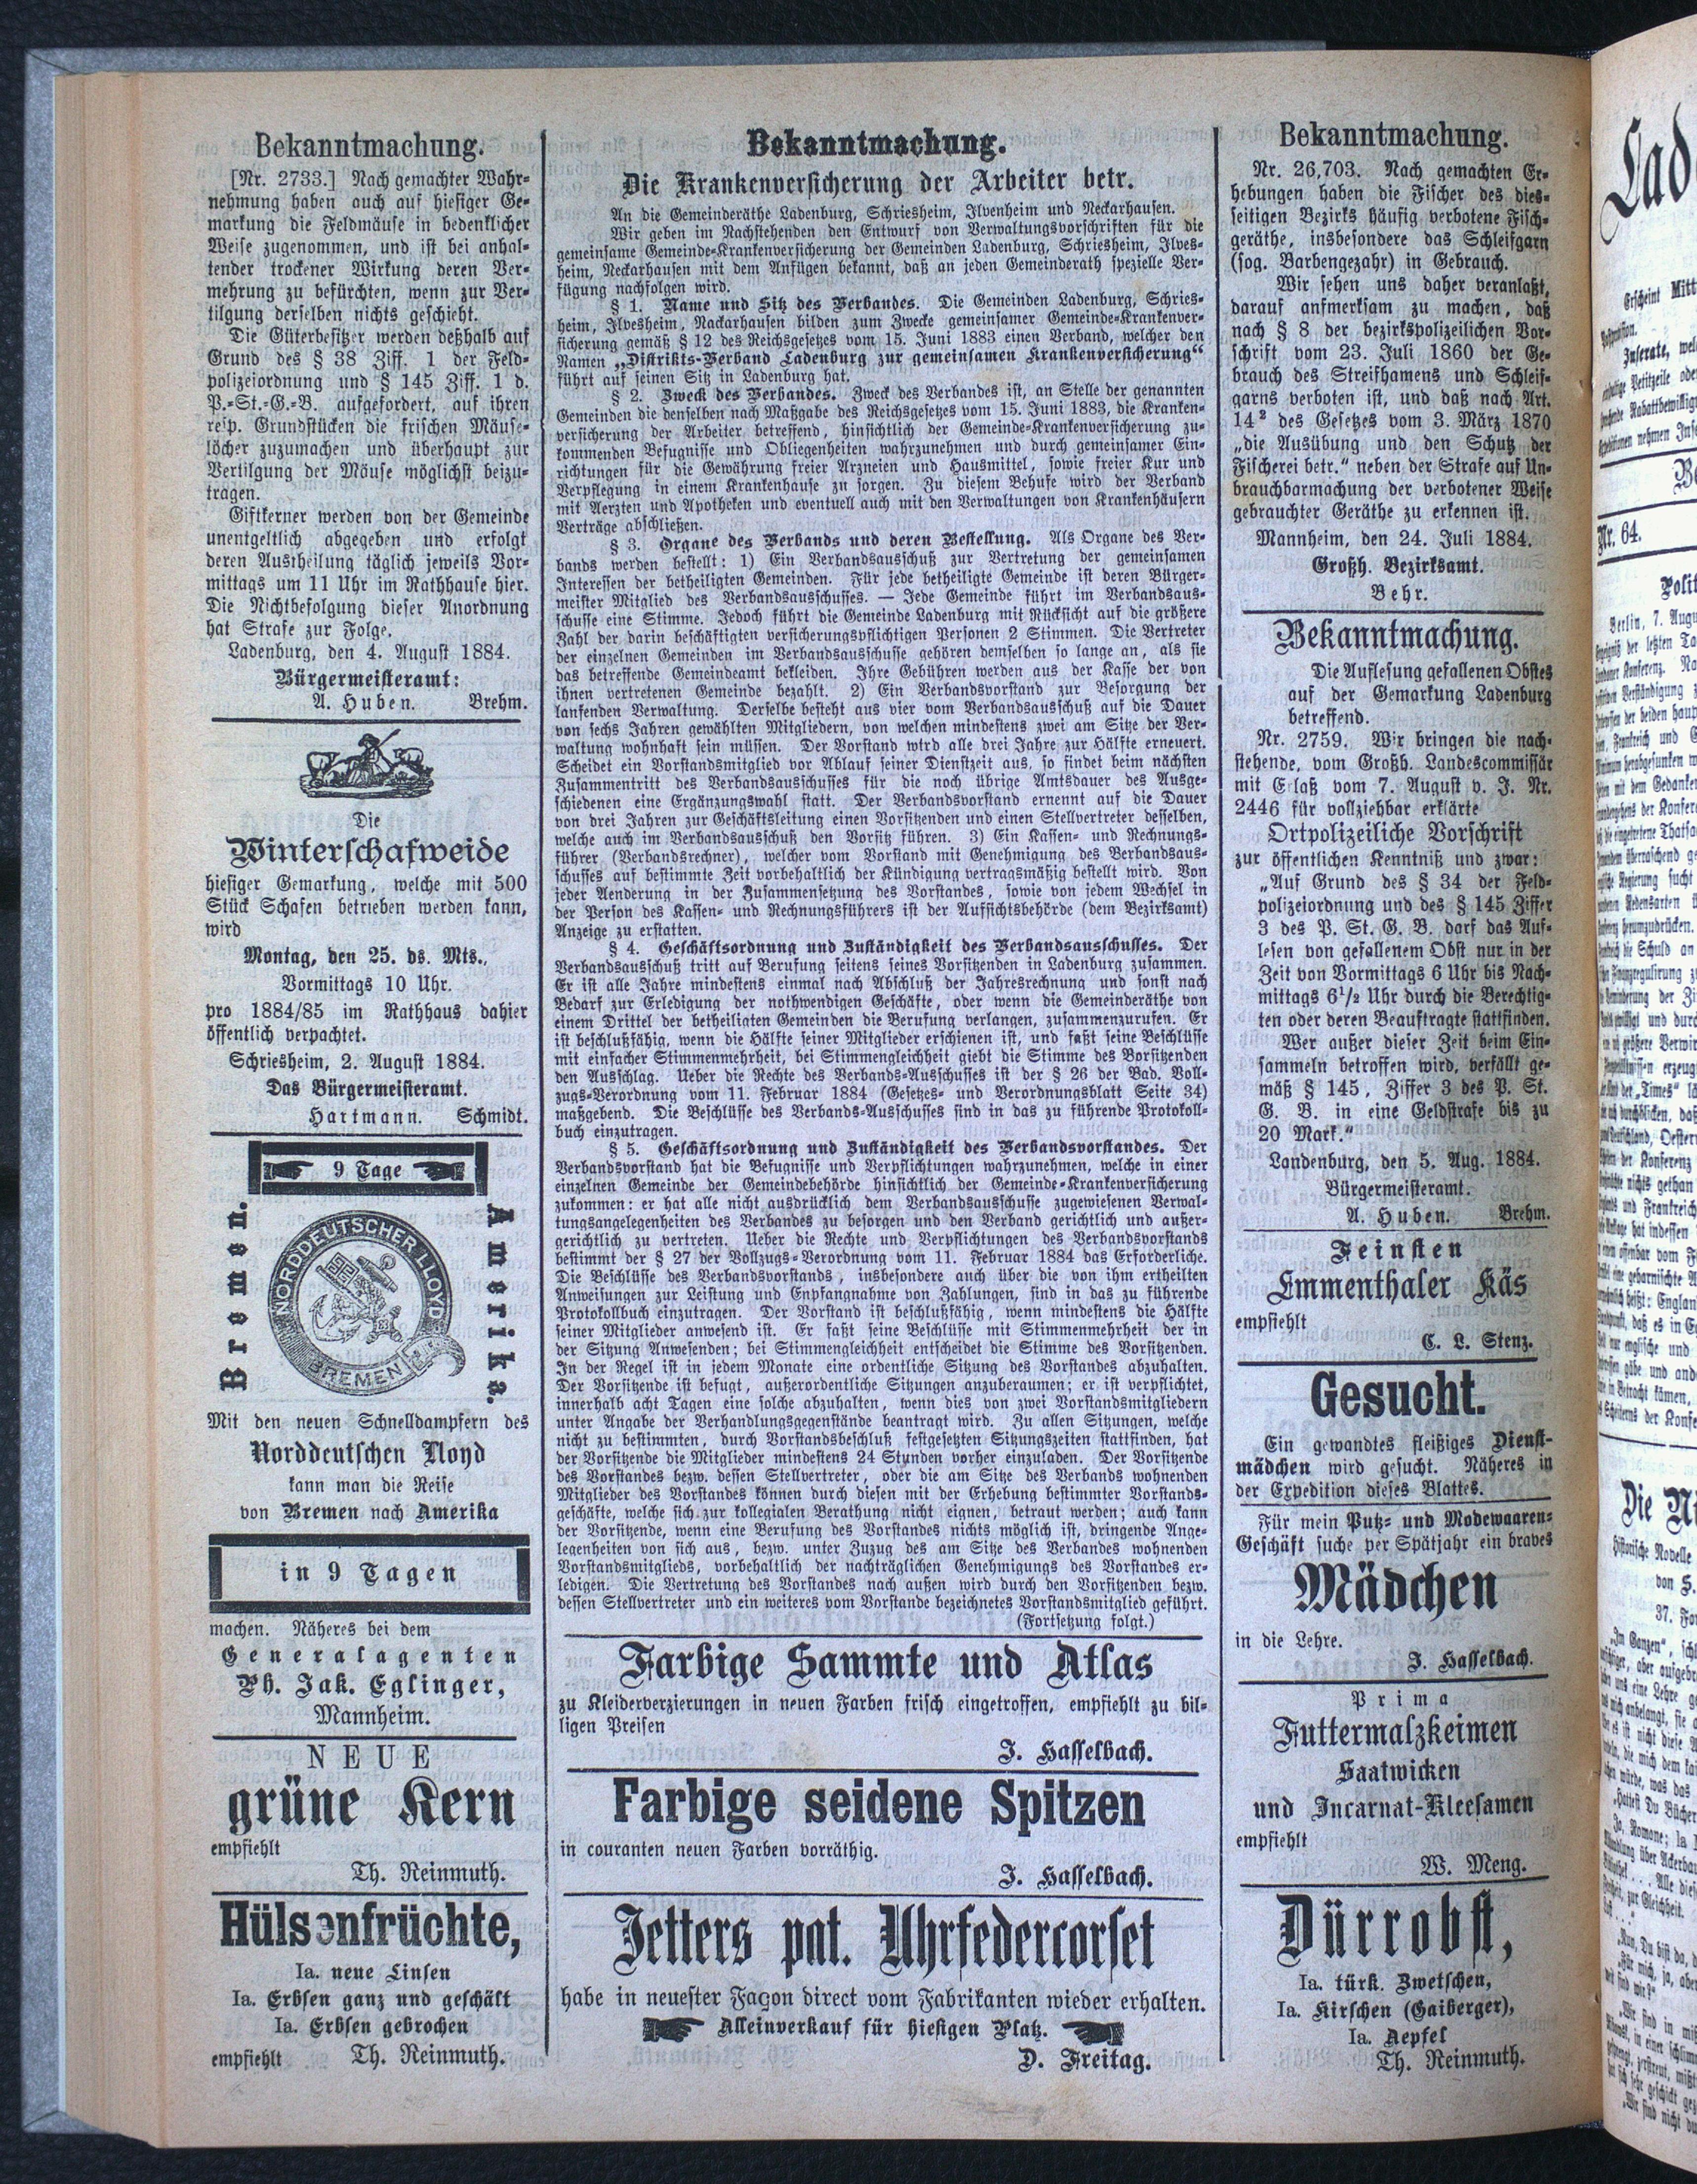 Bekanntmachung.
[Nr. 2733.] Nach gemachter Wahr-
nehmung haben auch auf hiesiger Ge-
markung die Feldmäuse in bedenklicher
Weise zugenommen, und ist bei anhal-
tender trockener Wirkung deren Ver-
mehrung zu befürchten, wenn zur Ver-
tilgung derselben nichts geschieht.
Die Güterbesitzer werden deßhalb auf
Grund des § 38 Ziff. 1 der Feld-
polizeiordnung und § 145 Ziff. 1 d.
P.-St.-G.-B. aufgefordert, auf ihren
resp. Grundstücken die frischen Mäuse-
löcher zuzumachen und überhaupt zur
Vertilgung der Mäuse möglichst beizu-
tragen.
Giftkerner werden von der Gemeinde
unentgeltlich abgegeben und erfolgt
deren Austheilung täglich jeweils Vor-
mittags um 11 Uhr im Rathhause hier.
Die Nichtbefolgung dieser Anordnung
hat Strafe zur Folge.
Ladenburg, den 4. August 1884.
Bürgermeisteramt:
A. Huben. Brehm.
Die
Winterschafweide
hiesiger Gemarkung, welche mit 500
Stück Schafen betrieben werden kann,
wird
Montag, den 25. ds. Mts.,
Vormittags 10 Uhr.
pro 1884/85 im Rathhaus dahier
öffentlich verpachtet.
Schriesheim, 2. August 1884.
Das Bürgermeisteramt.
Hartmann. Schmidt.
9 Tage
Bremen.
NORDDEUTSCHER LLOYD
BREMEN
Amerika.
Mit den neuen Schnelldampfern des
Norddeutschen Lloyd
kann man die Reise
von Bremen nach Amerika
in 9 Tagen
machen. Näheres bei dem
Generalagenten
Ph. Jak. Eglinger,
Mannheim.
NEUE
grüne Kern
empfiehlt
Th. Reinmuth.
Hülsenfrüchte,
Ia. neue Linsen
Ia. Erbsen ganz und geschält
Ia. Erbsen gebrochen
empfiehlt Th. Reinmuth.
Bekanntmachung.
Die Krankenversicherung der Arbeiter betr.
An die Gemeinderäthe Ladenburg, Schriesheim, Ilvenheim und Neckarhausen.
Wir geben im Nachstehenden den Entwurf von Verwaltungsvorschriften für die
gemeinsame Gemeinde-Krankenversicherung der Gemeinden Ladenburg, Schriesheim, Ilves-
heim, Neckarhausen mit dem Anfügen bekannt, daß an jeden Gemeinderath spezielle Ver-
fügung nachfolgen wird.
§ 1. Name und Sitz des Verbandes. Die Gemeinden Ladenburg, Schries-
heim, Ilvesheim, Nackarhausen bilden zum Zwecke gemeinsamer Gemeinde-Krankenver-
sicherung gemäß § 12 des Reichsgesetzes vom 15. Juni 1883 einen Verband, welcher den
Namen „Distrikts-Verband Ladenburg zur gemeinsamen Krankenversicherung“
führt auf seinen Sitz in Ladenburg hat.
§ 2. Zweck des Verbandes. Zweck des Verbandes ist, an Stelle der genannten
Gemeinden die denselben nach Maßgabe des Reichsgesetzes vom 15. Juni 1883, die Kranken-
versicherung der Arbeiter betreffend, hinsichtlich der Gemeinde-Krankenversicherung zu-
kommenden Befugnisse und Obliegenheiten wahrzunehmen und durch gemeinsamer Ein-
richtungen für die Gewährung freier Arzneien und Hausmittel, sowie freier Kur und
Verpflegung in einem Krankenhause zu sorgen. Zu diesem Behufe wird der Verband
mit Aerzten und Apotheken und eventuell auch mit den Verwaltungen von Krankenhäusern
Verträge abschließen.
§ 3. Organe des Verbands und deren Bestellung. Als Organe des Ver-
bands werden bestellt: 1) Ein Verbandsausschuß zur Vertretung der gemeinsamen
Interessen der betheiligten Gemeinden. Für jede betheiligte Gemeinde ist deren Bürger-
meister Mitglied des Verbandsausschusses. — Jede Gemeinde führt im Verbandsaus-
schusse eine Stimme. Jedoch führt die Gemeinde Ladenburg mit Rücksicht auf die größere
Zahl der darin beschäftigten versicherungspflichtigen Personen 2 Stimmen. Die Vertreter
der einzelnen Gemeinden im Verbandsausschusse gehören demselben so lange an, als sie
das betreffende Gemeindeamt bekleiden. Ihre Gebühren werden aus der Kasse der von
ihnen vertretenen Gemeinde bezahlt. 2) Ein Verbandsvorstand zur Besorgung der
lanfenden Verwaltung. Derselbe besteht aus vier vom Verbandsausschuß auf die Dauer
von sechs Jahren gewählten Mitgliedern, von welchen mindestens zwei am Sitze der Ver-
waltung wohnhaft sein müssen. Der Vorstand wird alle drei Jahre zur Hälfte erneuert.
Scheidet ein Vorstandsmitglied vor Ablauf seiner Dienstzeit aus, so findet beim nächsten
Zusammentritt des Verbandsausschusses für die noch übrige Amtsdauer des Ausge-
schiedenen eine Ergänzungswahl statt. Der Verbandsvorstand ernennt auf die Dauer
von drei Jahren zur Geschäftsleitung einen Vorsitzenden und einen Stellvertreter desselben,
welche auch im Verbandsausschuß den Vorsitz führen. 3) Ein Kassen- und Rechnungs-
führer (Verbandsrechner), welcher vom Vorstand mit Genehmigung des Verbandsaus-
schusses auf bestimmte Zeit vorbehaltlich der Kündigung vertragsmäßig bestellt wird. Von
jeder Aenderung in der Zusammensetzung des Vorstandes, sowie von jedem Wechsel in
der Person des Kassen- und Rechnungsführers ist der Aufsichtsbehörde (dem Bezirksamt)
Anzeige zu erstatten.
§ 4. Geschäftsordnung und Zuständigkeit des Verbandsausschusses. Der
Verbandsausschuß tritt auf Berufung seitens seines Vorsitzenden in Ladenburg zusammen.
Er ist alle Jahre mindestens einmal nach Abschluß der Jahresrechnung und sonst nach
Bedarf zur Erledigung der nothwendigen Geschäfte, oder wenn die Gemeinderäthe von
einem Drittel der betheiligten Gemeinden die Berufung verlangen, zusammenzurufen. Er
ist beschlußfähig, wenn die Hälfte seiner Mitglieder erschienen ist, und faßt seine Beschlüsse
mit einfacher Stimmenmehrheit, bei Stimmengleichheit giebt die Stimme des Vorsitzenden
den Ausschlag. Ueber die Rechte des Verbands-Ausschusses ist der § 26 der Bad. Voll-
zugs-Verordnung vom 11. Februar 1884 (Gesetzes- und Verordnungsblatt Seite 34)
maßgebend. Die Beschlüsse des Verbands-Ausschusses sind in das zu führende Protokoll-
buch einzutragen.
§ 5. Geschäftsordnung und Zuständigkeit des Verbandsvorstandes. Der
Verbandsvorstand hat die Befugnisse und Verpflichtungen wahrzunehmen, welche in einer
einzelnen Gemeinde der Gemeindebehörde hinsichtlich der Gemeinde-Krankenversicherung
zukommen: er hat alle nicht ausdrücklich dem Verbandsausschusse zugewiesenen Verwal-
tungsangelegenheiten des Verbandes zu besorgen und den Verband gerichtlich und außer-
gerichtlich zu vertreten. Ueber die Rechte und Verpflichtungen des Verbandsvorstands
bestimmt der § 27 der Vollzugs-Verordnung vom 11. Februar 1884 das Erforderliche.
Die Beschlüsse des Verbandsvorstands, insbesondere auch über die von ihm ertheilten
Anweisungen zur Leistung und Enpfangnahme von Zahlungen, sind in das zu führende
Protokollbuch einzutragen. Der Vorstand ist beschlußfähig, wenn mindestens die Hälfte
seiner Mitglieder anwesend ist. Er faßt seine Beschlüsse mit Stimmenmehrheit der in
der Sitzung Anwesenden; bei Stimmengleichheit entscheidet die Stimme des Vorsitzenden.
In der Regel ist in jedem Monate eine ordentliche Sitzung des Vorstandes abzuhalten.
Der Vorsitzende ist befugt, außerordentliche Sitzungen anzuberaumen; er ist verpflichtet,
innerhalb acht Tagen eine solche abzuhalten, wenn dies von zwei Vorstandsmitgliedern
unter Angabe der Verhandlungsgegenstände beantragt wird. Zu allen Sitzungen, welche
nicht zu bestimmten, durch Vorstandsbeschluß festgesetzten Sitzungszeiten stattfinden, hat
der Vorsitzende die Mitglieder mindestens 24 Stunden vorher einzuladen. Der Vorsitzende
des Vorstandes bezw. dessen Stellvertreter, oder die am Sitze des Verbands wohnenden
Mitglieder des Vorstandes können durch diesen mit der Erhebung bestimmter Vorstands-
geschäfte, welche sich zur kollegialen Berathung nicht eignen, betraut werden; auch kann
der Vorsitzende, wenn eine Berufung des Vorstandes nichts möglich ist, dringende Ange-
legenheiten von sich aus, bezw. unter Zuzug des am Sitze des Verbandes wohnenden
Vorstandsmitglieds, vorbehaltlich der nachträglichen Genehmigungs des Vorstandes er-
ledigen. Die Vertretung des Vorstandes nach außen wird durch den Vorsitzenden bezw.
dessen Stellvertreter und ein weiteres vom Vorstande bezeichnetes Vorstandsmitglied geführt.
(Fortsetzung folgt.)
Farbige Sammte und Atlas
zu Kleiderverzierungen in neuen Farben frisch eingetroffen, empfiehlt zu bil-
ligen Preisen
J. Hasselbach.
Farbige seidene Spitzen
in couranten neuen Farben vorräthig.
J. Hasselbach.
Jetters pat. Uhrfedercorset
habe in neuester Façon direct vom Fabrikanten wieder erhalten.
Alleinverkauf für hiesigen Platz.
D. Freitag.
Bekanntmachung.
Nr. 26,703. Nach gemachten Er-
hebungen haben die Fischer des dies-
seitigen Bezirks häufig verbotene Fisch-
geräthe, insbesondere das Schleifgarn
(sog. Barbengezahr) in Gebrauch.
Wir sehen uns daher veranlaßt,
darauf anfmerksam zu machen, daß
nach § 8 der bezirkspolizeilichen Vor-
schrift vom 23. Juli 1860 der Ge-
brauch des Streifhamens und Schleif-
garns verboten ist, und daß nach Art.
14² des Gesetzes vom 3. März 1870
„die Ausübung und den Schutz der
Fischerei betr.“ neben der Strafe auf Un-
brauchbarmachung der verbotener Weise
gebrauchter Geräthe zu erkennen ist.
Mannheim, den 24. Juli 1884.
Großh. Bezirksamt.
Behr.
Bekanntmachung.
Die Auflesung gefallenen Obstes
auf der Gemarkung Ladenburg
betreffend.
Nr. 2759. Wir bringen die nach-
stehende, vom Großh. Landescommissär
mit Erlaß vom 7. August v. J. Nr.
2446 für vollziehbar erklärte
Ortpolizeiliche Vorschrift
zur öffentlichen Kenntniß und zwar:
„Auf Grund des § 34 der Feld-
polizeiordnung und des § 145 Ziffer
3 des P. St. G. B. darf das Auf-
lesen von gefallenem Obst nur in der
Zeit von Vormittags 6 Uhr bis Nach-
mittags 6½ Uhr durch die Berechtig-
ten oder deren Beauftragte stattfinden.
Wer außer dieser Zeit beim Ein-
sammeln betroffen wird, verfällt ge-
mäß § 145, Ziffer 3 des P. St.
G. B. in eine Geldstrafe bis zu
20 Mark.“
Landenburg, den 5. Aug. 1884.
Bürgermeisteramt.
A. Huben. Brehm.
Feinsten
Emmenthaler Käs
empfiehlt
C. L. Stenz.
Gesucht.
Ein gewandtes fleißiges Dienst-
mädchen wird gesucht. Näheres in
der Expedition dieses Blattes.
Für mein Putz- und Modewaaren-
Geschäft suche per Spätjahr ein braves
Mädchen
in die Lehre.
J. Hasselbach.
Prima
Futtermalzkeimen
Saatwicken
und Incarnat-Kleesamen
empfiehlt
W. Meng.
Dürrobst,
Ia. türk. Zwetschen,
Ia. Kirschen (Gaiberger),
Ia. Aepfel
Th. Reinmuth.
Lad
Erscheint Mitt
Inserate, wel
Nr. 64.
Polit
Berlin, 7. Augu
Die Ni
Historische Novelle
von S.
37. For